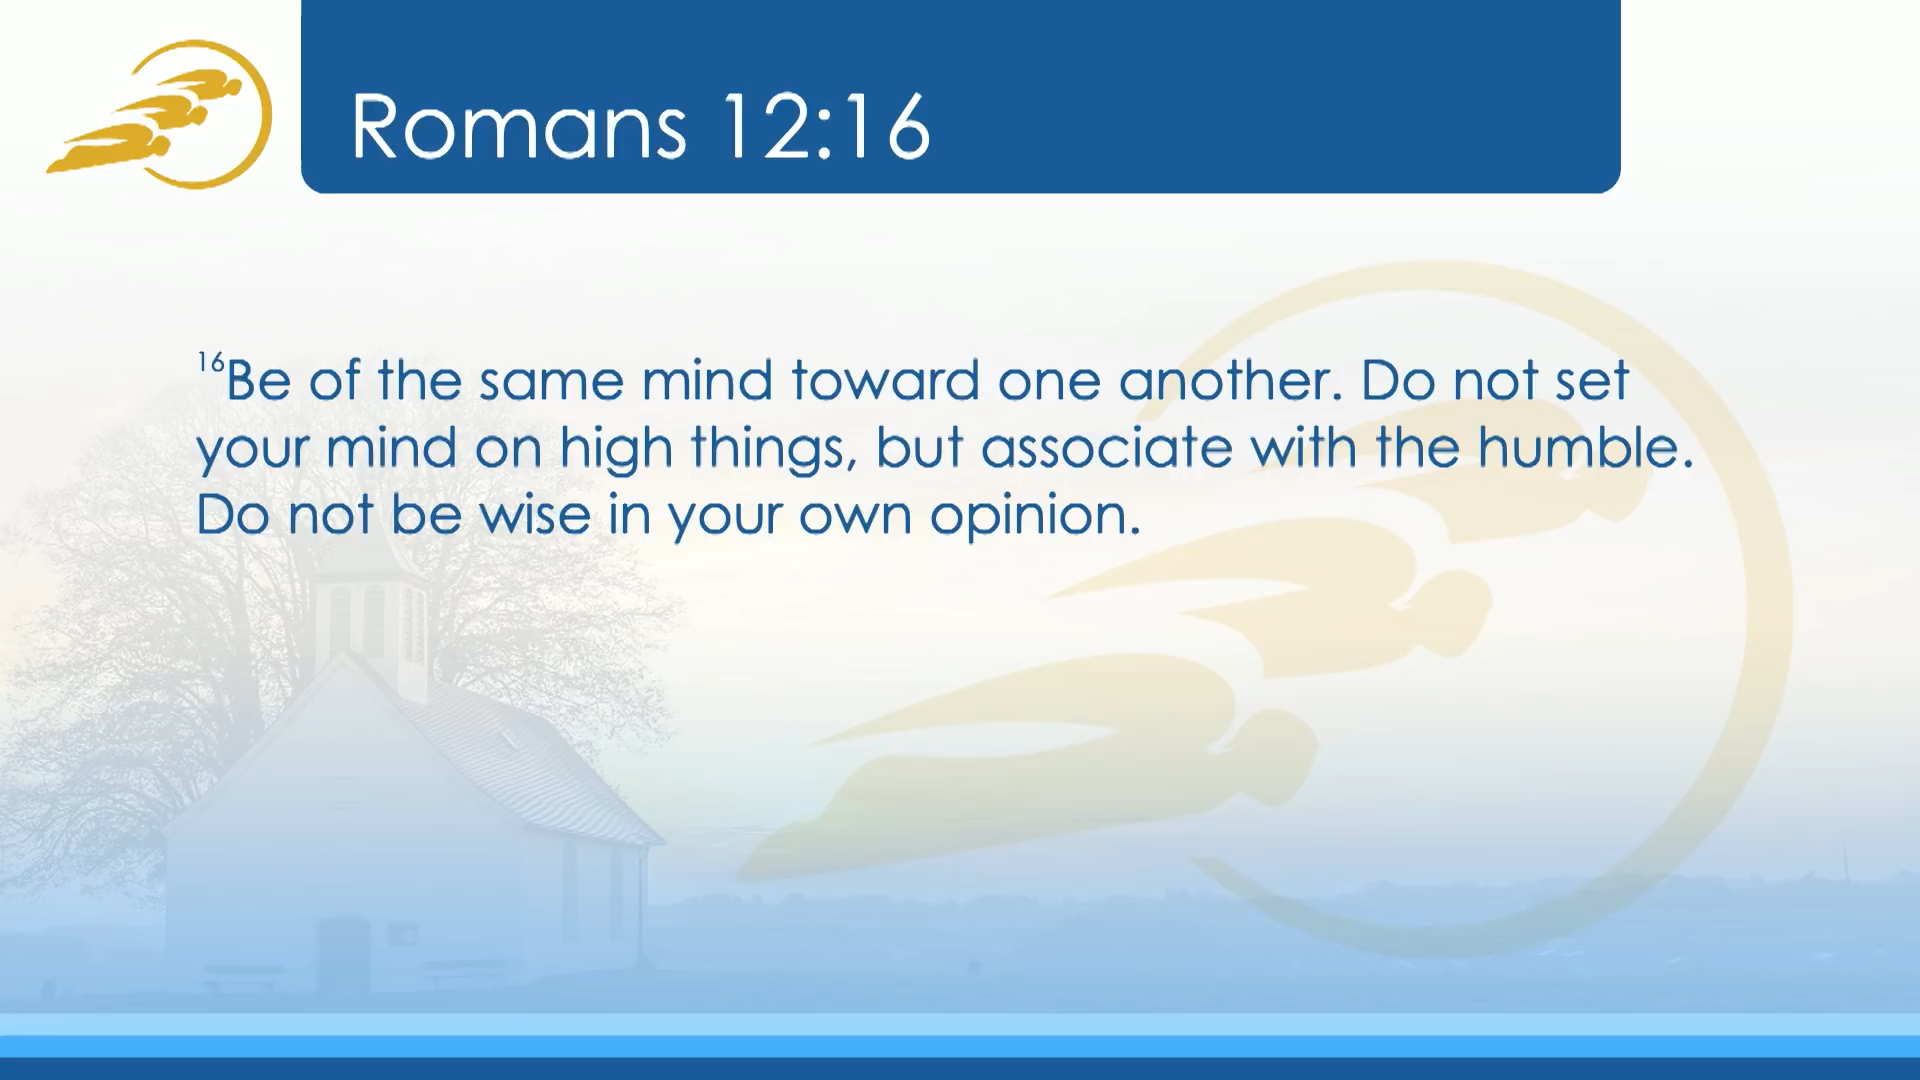 Romans 12:16
16Be of the same mind toward one another. Do not set
your mind on high things, but associate with the humble.
Do not be wise in your own opinion.